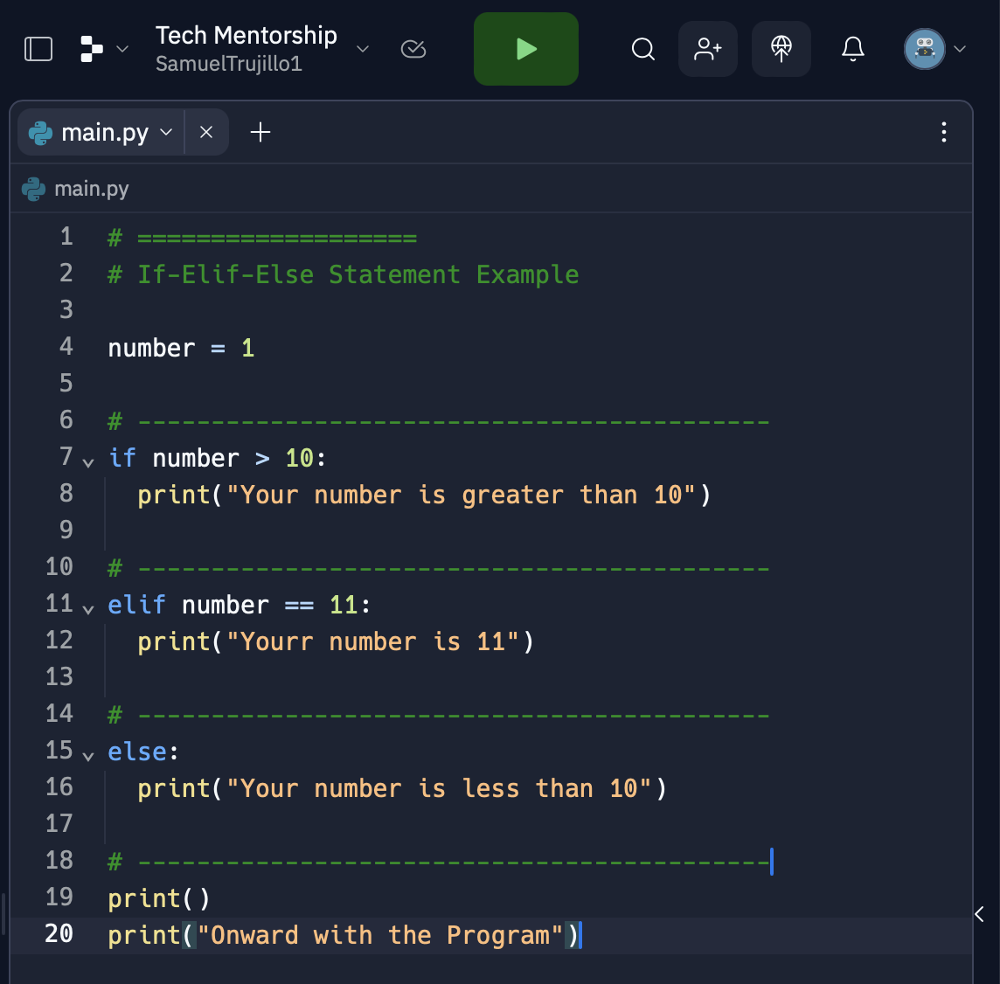 Tech Mentorship
SamuelTrujillo1
main.py
main.py
1 # ===================
2 # If-Elif-Else Statement Example
3
4 number = 1
5
6 # -------------------------------------------
7 if number > 10:
8   print("Your number is greater than 10")
9
10 # -------------------------------------------
11 elif number == 11:
12   print("Yourr number is 11")
13
14 # -------------------------------------------
15 else:
16   print("Your number is less than 10")
17
18 # -------------------------------------------
19 print()
20 print("Onward with the Program")